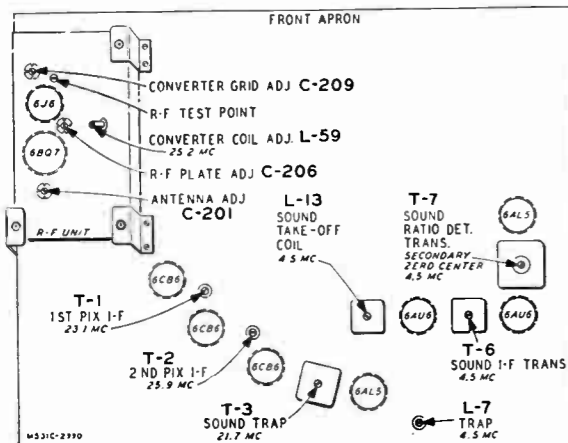 FRONT APRON
CONVERTER GRID ADJ C-209
R-F TEST POINT
6J6
CONVERTER COIL ADJ. L-59
25.2 MC
6BQ7
R-F PLATE ADJ C-206
ANTENNA ADJ
C-201
R-F UNIT
L-13
SOUND
TAKE-OFF
COIL
4.5 MC
T-7
SOUND
RATIO DET.
TRANS.
SECONDARY
ZERO CENTER
4.5 MC
6AL5
6CB6
T-1
1ST PIX I-F
23.1 MC
6CB6
6AU6
6AU6
T-2
2ND PIX I-F
25.9 MC
6CB6
T-6
SOUND I-F TRANS
4.5 MC
T-3
SOUND TRAP
21.7 MC
6AL5
L-7
TRAP
4.5 MC
MS31C-2990